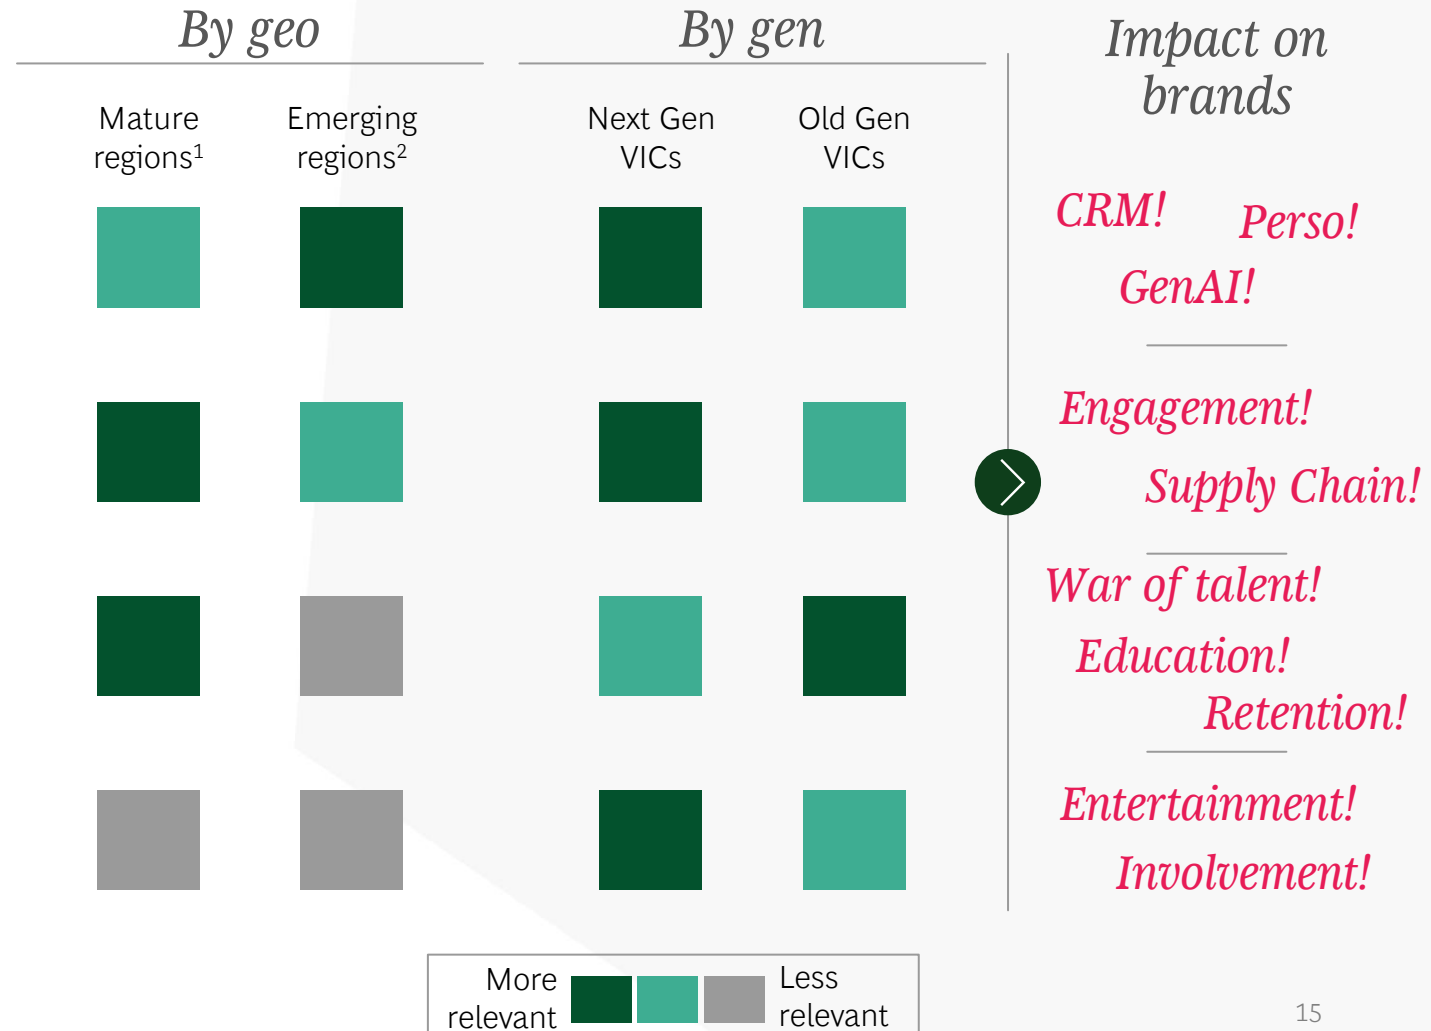 By geo
By gen
Impact on
brands
Mature
regions¹
Emerging
regions²
Next Gen
VICs
Old Gen
VICs
CRM!
Perso!
GenAI!
Engagement!
Supply Chain!
War of talent!
Education!
Retention!
Entertainment!
Involvement!
More
relevant
Less
relevant
15